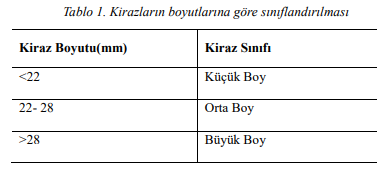 Tablo 1. Kirazların boyutlarına göre sınıflandırılması
Kiraz Boyutu(mm) Kiraz Sınıfı
<22 Küçük Boy
22- 28 Orta Boy
>28 Büyük Boy